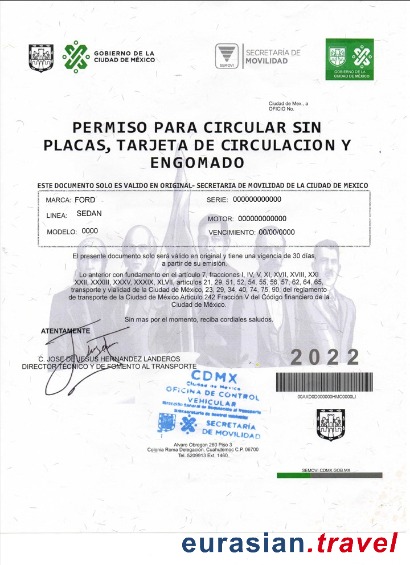 GOBIERNO DE LA
CIUDAD DE MÉXICO
SECRETARÍA DE
MOVILIDAD
GOBIERNO DE LA
CIUDAD DE MÉXICO
Ciudad de Mex., a
OFICIO No.
PERMISO PARA CIRCULAR SIN
PLACAS, TARJETA DE CIRCULACION Y
ENGOMADO
ESTE DOCUMENTO SOLO ES VALIDO EN ORIGINAL- SECRETARIA DE MOVILIDAD DE LA CIUDAD DE MEXICO
MARCA: FORD
SERIE: 000000000000
LINEA: SEDAN
MOTOR: 000000000000
MODELO: 0000
VENCIMIENTO: 00/00/0000
El presente documento solo será valido en original y tiene una vigencia de 30 días,
a partir de su emisión.
Lo anterior con fundamento en el articulo 7, fracciones I, IV, V, XI, XVII, XVIII, XXI
XXII, XXXIII, XXXV, XXXIX, XLVII, artículos 21, 29, 51, 52, 54, 55, 56, 57, 62, 64, 65,
transporte y vialidad de la Ciudad de México, 23, 29, 34, 40, 74, 75, 90, del reglamento
de transporte de la Ciudad de México Articulo 242 Fracción V del Código financiero de la
Ciudad de México.
Sin mas por el momento, reciba cordiales saludos.
ATENTAMENTE
C. JOSE DE JESUS HERNANDEZ LANDEROS
DIRECTOR TECNICO Y DE FOMENTO AL TRANSPORTE
2022
CDMX
Ciudad de México
OFICINA DE CONTROL
VEHICULAR
SECRETARÍA
DE MOVILIDAD
Alvaro Obregon 269 Piso 3
Colonia Roma Delegación. Cuahutemoc C.P. 06700
Tel. 5209913 Ext. 1460.
SEMOV. CDMX.GOB.MX
eurasian.travel